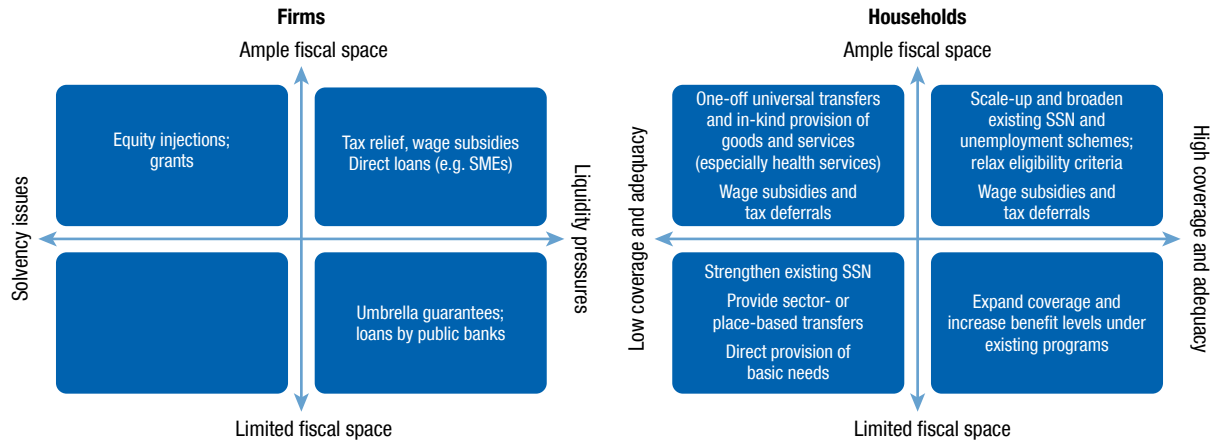 Firms
Ample fiscal space
Solvency issues
Equity injections;
grants
Tax relief, wage subsidies
Direct loans (e.g. SMEs)
Umbrella guarantees;
loans by public banks
Liquidity pressures
Limited fiscal space
Households
Ample fiscal space
Low coverage and adequacy
One-off universal transfers
and in-kind provision of
goods and services
(especially health services)
Wage subsidies and
tax deferrals
Scale-up and broaden
existing SSN and
unemployment schemes;
relax eligibility criteria
Wage subsidies and
tax deferrals
Strengthen existing SSN
Provide sector- or
place-based transfers
Direct provision of
basic needs
Expand coverage and
increase benefit levels under
existing programs
High coverage and adequacy
Limited fiscal space